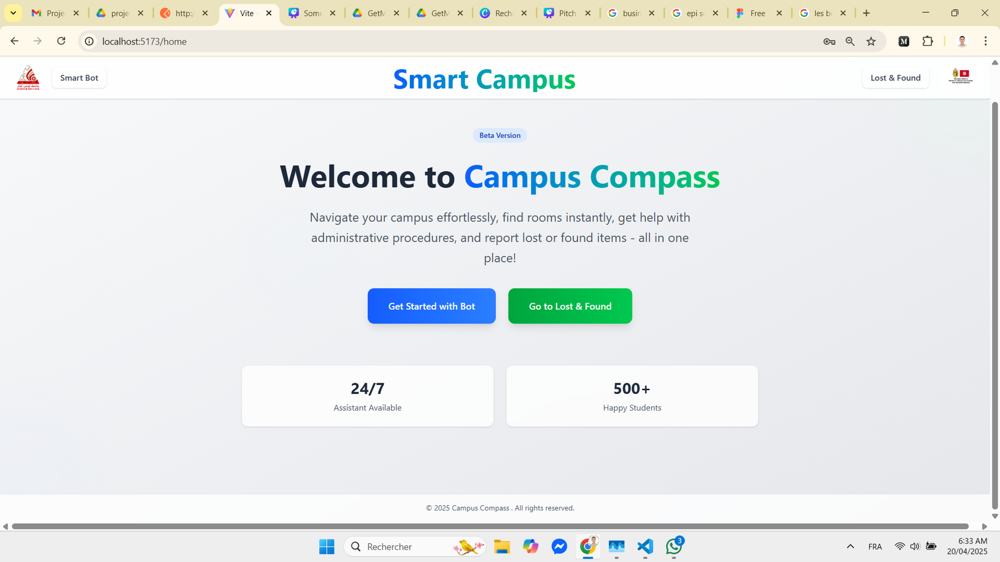 Proje
proje
http:/
Vite
Some
GetM
GetM
Rech
Pitch
busin
epi so
Free
les bo
localhost:5173/home
M
Smart Bot
Smart Campus
Lost & Found
Beta Version
Welcome to Campus Compass
Navigate your campus effortlessly, find rooms instantly, get help with
administrative procedures, and report lost or found items - all in one
place!
Get Started with Bot
Go to Lost & Found
24/7
Assistant Available
500+
Happy Students
© 2025 Campus Compass . All rights reserved.
Rechercher
3
FRA
6:33 AM
20/04/2025